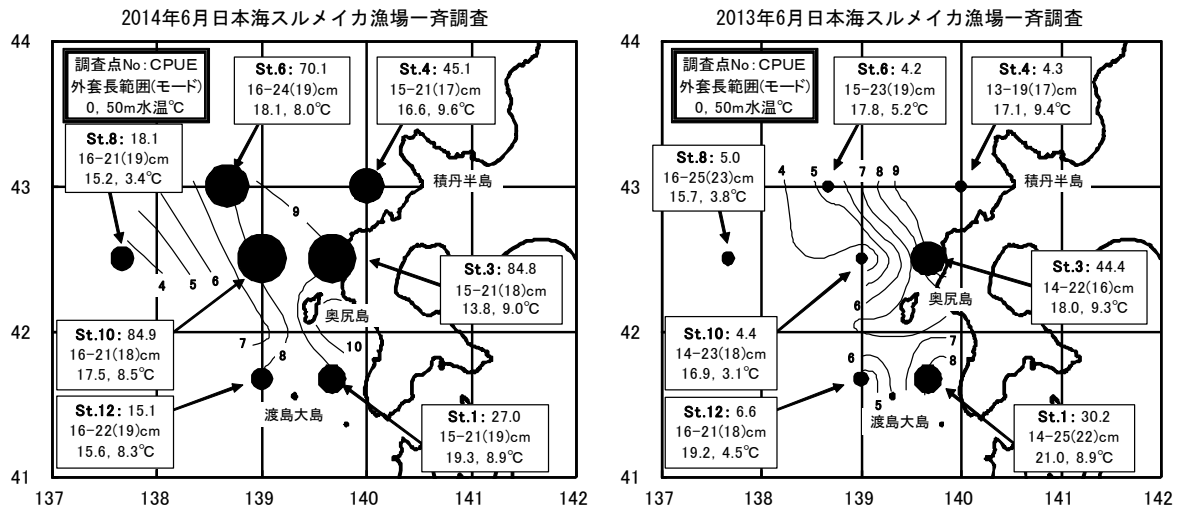 2014年6月日本海スルメイカ漁場一斉調査
44
43
42
41
137
138
139
140
141
142
調査点No:CPUE
外套長範囲(モード)
0, 50m水温℃
St.6: 70.1
16-24(19)cm
18.1, 8.0℃
St.4: 45.1
15-21(17)cm
16.6, 9.6℃
St.8: 18.1
16-21(19)cm
15.2, 3.4℃
積丹半島
9
4
5
6
St.3: 84.8
15-21(18)cm
13.8, 9.0℃
奥尻島
St.10: 84.9
16-21(18)cm
17.5, 8.5℃
7
8
10
St.12: 15.1
16-22(19)cm
15.6, 8.3℃
渡島大島
St.1: 27.0
15-21(19)cm
19.3, 8.9℃
2013年6月日本海スルメイカ漁場一斉調査
44
43
42
41
137
138
139
140
141
142
調査点No:CPUE
外套長範囲(モード)
0, 50m水温℃
St.6: 4.2
15-23(19)cm
17.8, 5.2℃
St.4: 4.3
13-19(17)cm
17.1, 9.4℃
St.8: 5.0
16-25(23)cm
15.7, 3.8℃
4
5
7
8
9
積丹半島
St.3: 44.4
14-22(16)cm
18.0, 9.3℃
奥尻島
6
St.10: 4.4
14-23(18)cm
16.9, 3.1℃
6
7
8
5
St.12: 6.6
16-21(18)cm
19.2, 4.5℃
渡島大島
St.1: 30.2
14-25(22)cm
21.0, 8.9℃